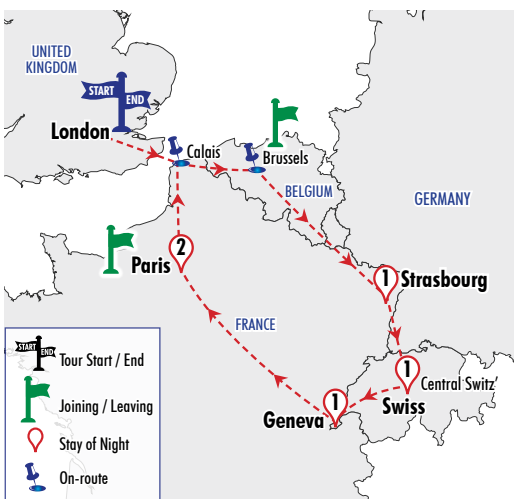 UNITED
KINGDOM
START
END
London
Calais
Brussels
BELGIUM
GERMANY
2
Paris
1
Strasbourg
FRANCE
1
Central Switz'
Swiss
1
Geneva
START
END
Tour Start / End
Joining / Leaving
Stay of Night
On-route